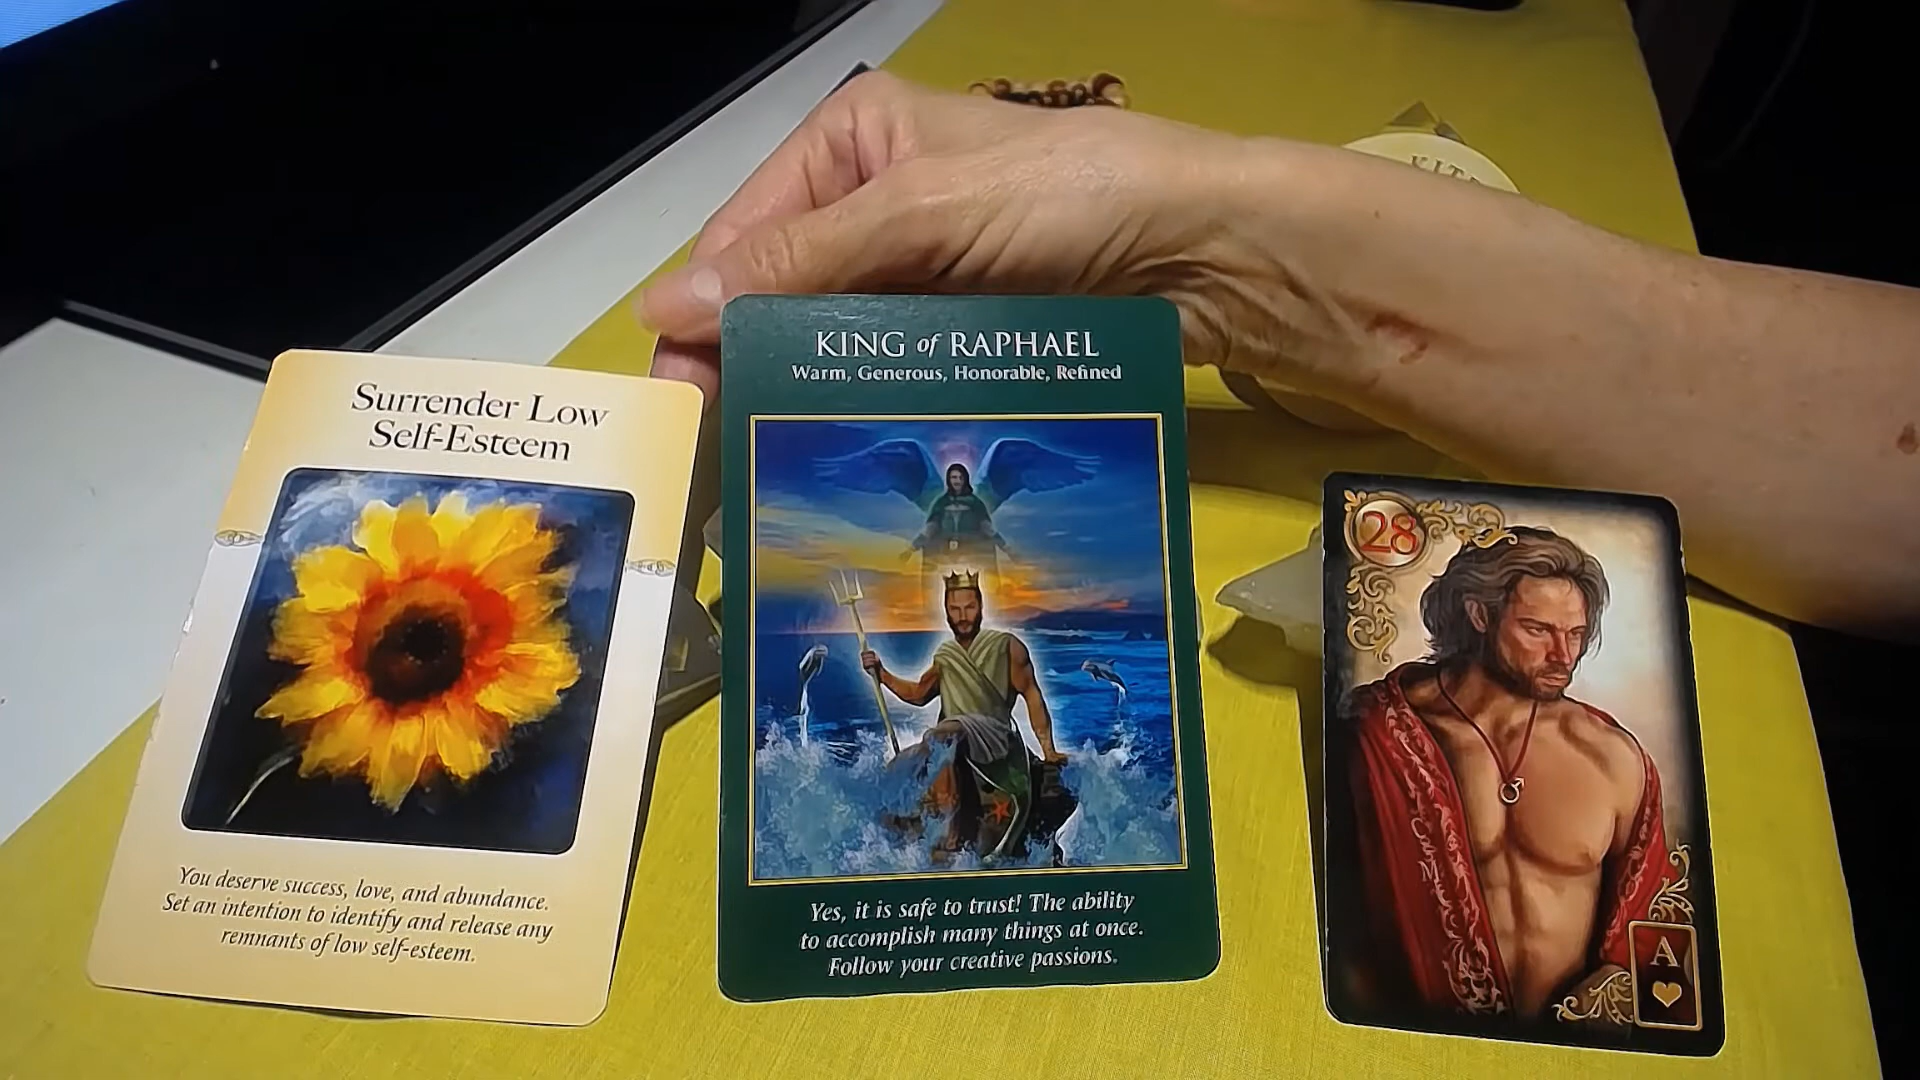 Surrender Low
Self-Esteem
You deserve success, love, and abundance.
Set an intention to identify and release any
remnants of low self-esteem.
KING of RAPHAEL
Warm, Generous, Honorable, Refined
Yes, it is safe to trust! The ability
to accomplish many things at once.
Follow your creative passions.
28
A